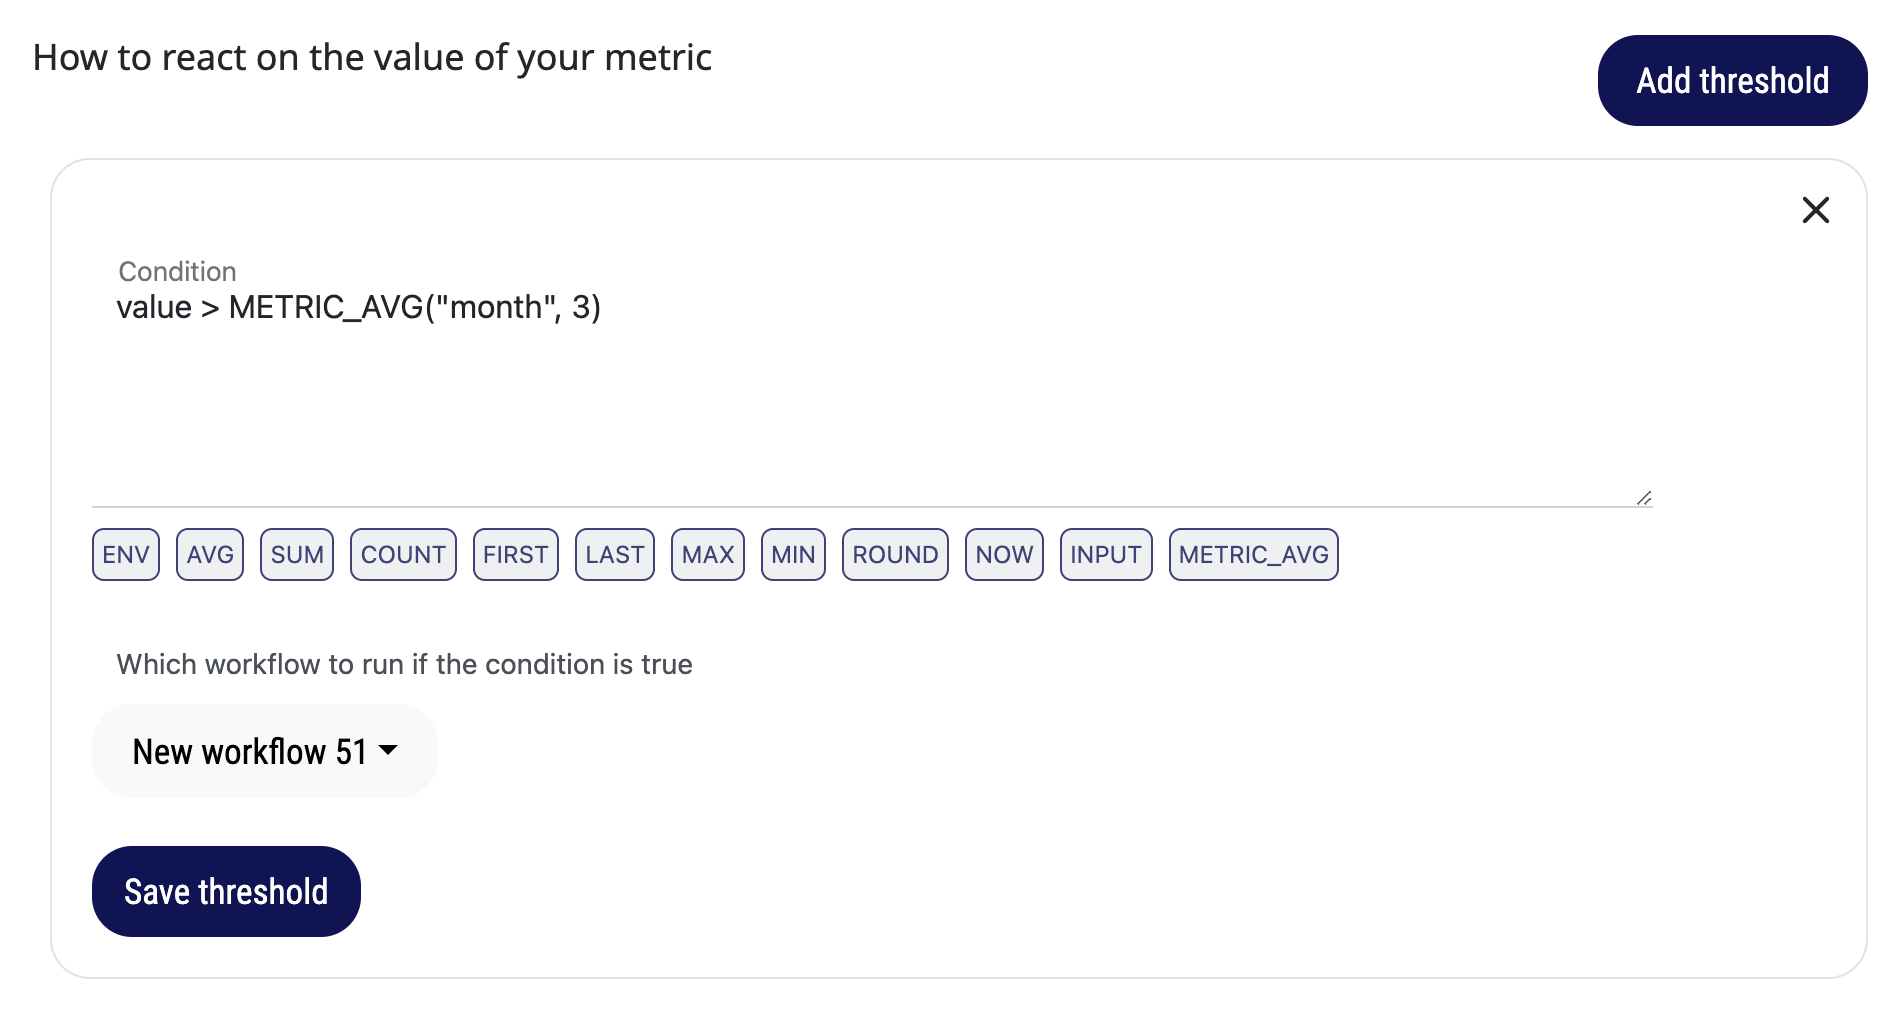 How to react on the value of your metric
Add threshold
Condition
value > METRIC_AVG("month", 3)
ENV AVG SUM COUNT FIRST LAST MAX MIN ROUND NOW INPUT METRIC_AVG
Which workflow to run if the condition is true
New workflow 51
Save threshold